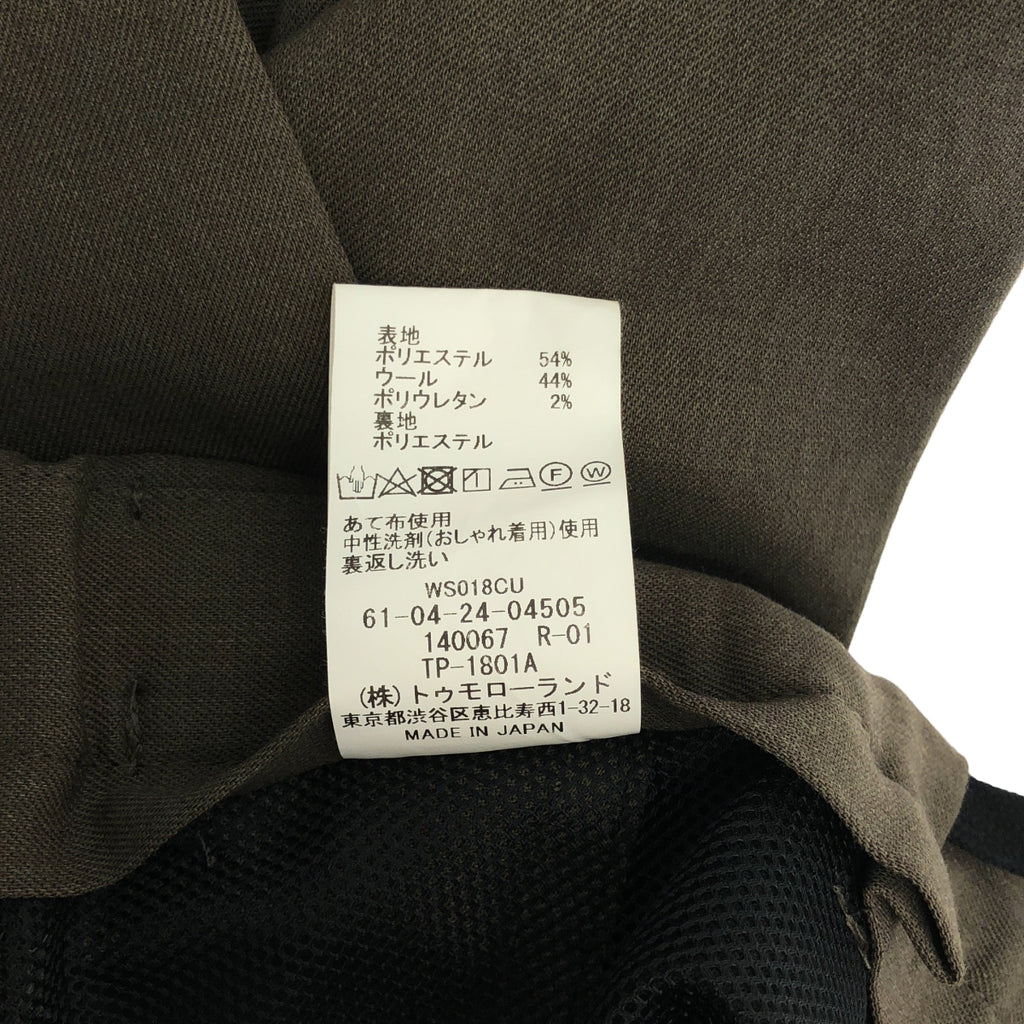 表地
ポリエステル 54%
ウール 44%
ポリウレタン 2%
裏地
ポリエステル
F W
あて布使用
中性洗剤(おしゃれ着用)使用
裏返し洗い
WS018CU
61-04-24-04505
140067 R-01
TP-1801A
(株)トゥモローランド
東京都渋谷区恵比寿西1-32-18
MADE IN JAPAN